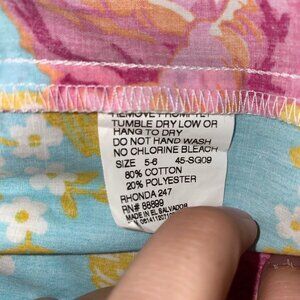 REMOVE PROMPTLY
TUMBLE DRY LOW OR
HANG TO DRY
DO NOT HAND WASH
NO CHLORINE BLEACH
SIZE 5-6 45-SG09
80% COTTON
20% POLYESTER
RHONDA 247
RN# 88899
MADE IN EL SALVADOR